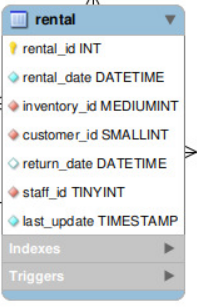 rental
rental_id INT
rental_date DATETIME
inventory_id MEDIUMINT
customer_id SMALLINT
return_date DATETIME
staff_id TINYINT
last_update TIMESTAMP
Indexes
Triggers